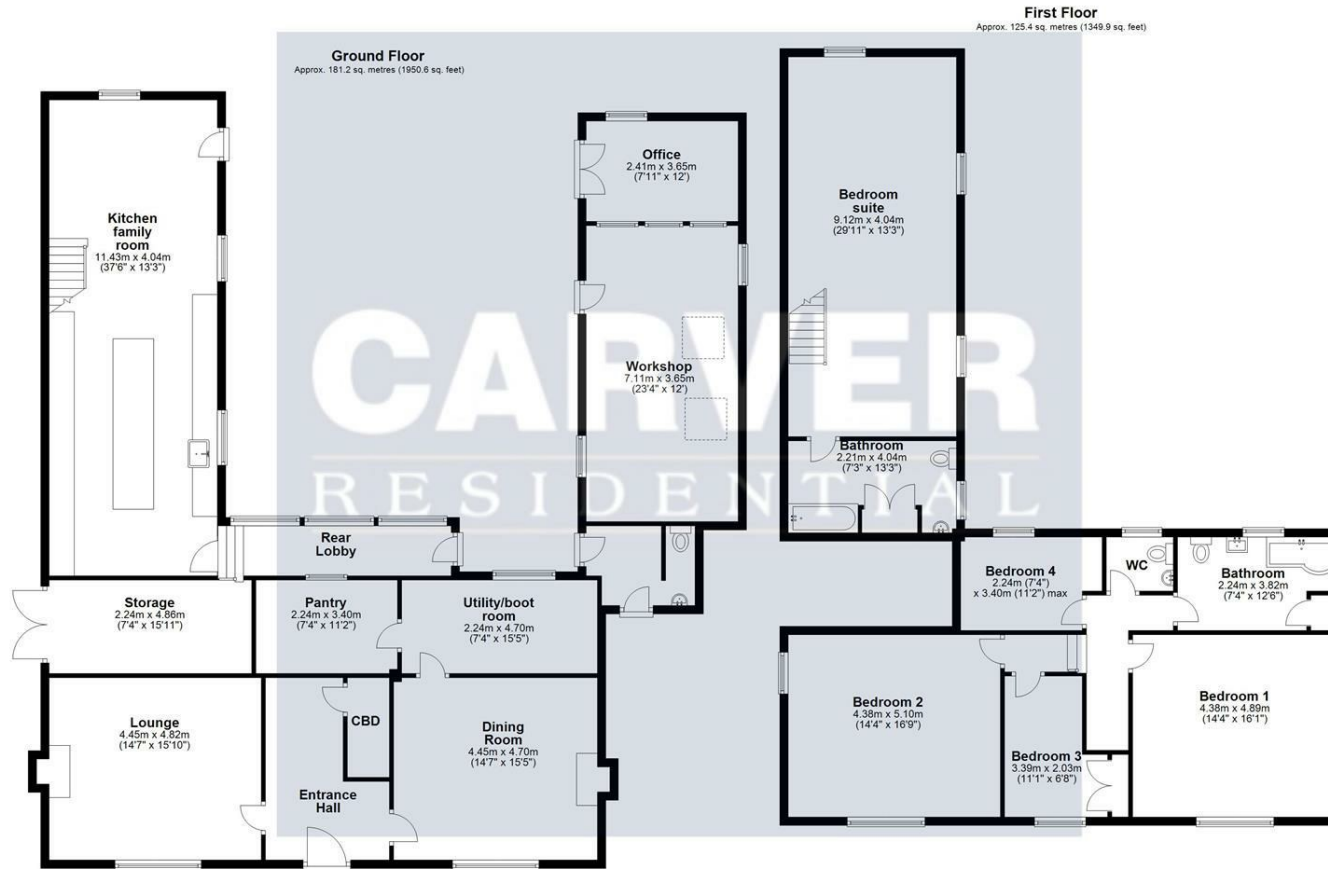 First Floor
Approx. 125.4 sq. metres (1349.9 sq. feet)
Ground Floor
Approx. 181.2 sq. metres (1950.6 sq. feet)
Kitchen
family
room
11.43m x 4.04m
(37'6" x 13'3")
Office
2.41m x 3.65m
(7'11" x 12')
Workshop
7.11m x 3.65m
(23'4" x 12')
Rear
Lobby
Storage
2.24m x 4.86m
(7'4" x 15'11")
Pantry
2.24m x 3.40m
(7'4" x 11'2")
Utility/boot
room
2.24m x 4.70m
(7'4" x 15'5")
Lounge
4.45m x 4.82m
(14'7" x 15'10")
CBD
Entrance
Hall
Dining
Room
4.45m x 4.70m
(14'7" x 15'5")
Bedroom
suite
9.12m x 4.04m
(29'11" x 13'3")
Bathroom
2.21m x 4.04m
(7'3" x 13'3")
Bedroom 4
2.24m (7'4")
x 3.40m (11'2") max
WC
Bathroom
2.24m x 3.82m
(7'4" x 12'6")
Bedroom 2
4.38m x 5.10m
(14'4" x 16'9")
Bedroom 3
3.39m x 2.03m
(11'1" x 6'8")
Bedroom 1
4.38m x 4.89m
(14'4" x 16'1")
CARVER
RESIDENTIAL